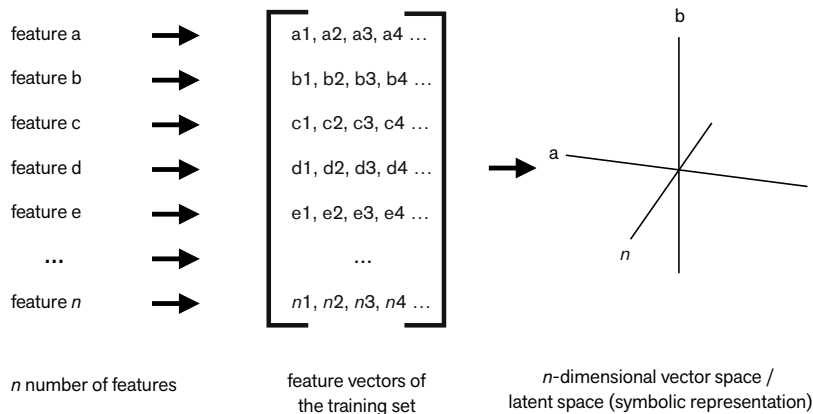 feature a
a1, a2, a3, a4 ...
feature b
b1, b2, b3, b4 ...
feature c
c1, c2, c3, c4 ...
feature d
d1, d2, d3, d4 ...
feature e
e1, e2, e3, e4 ...
...
...
feature n
n1, n2, n3, n4 ...
b
a
n
n number of features
feature vectors of
the training set
n-dimensional vector space /
latent space (symbolic representation)